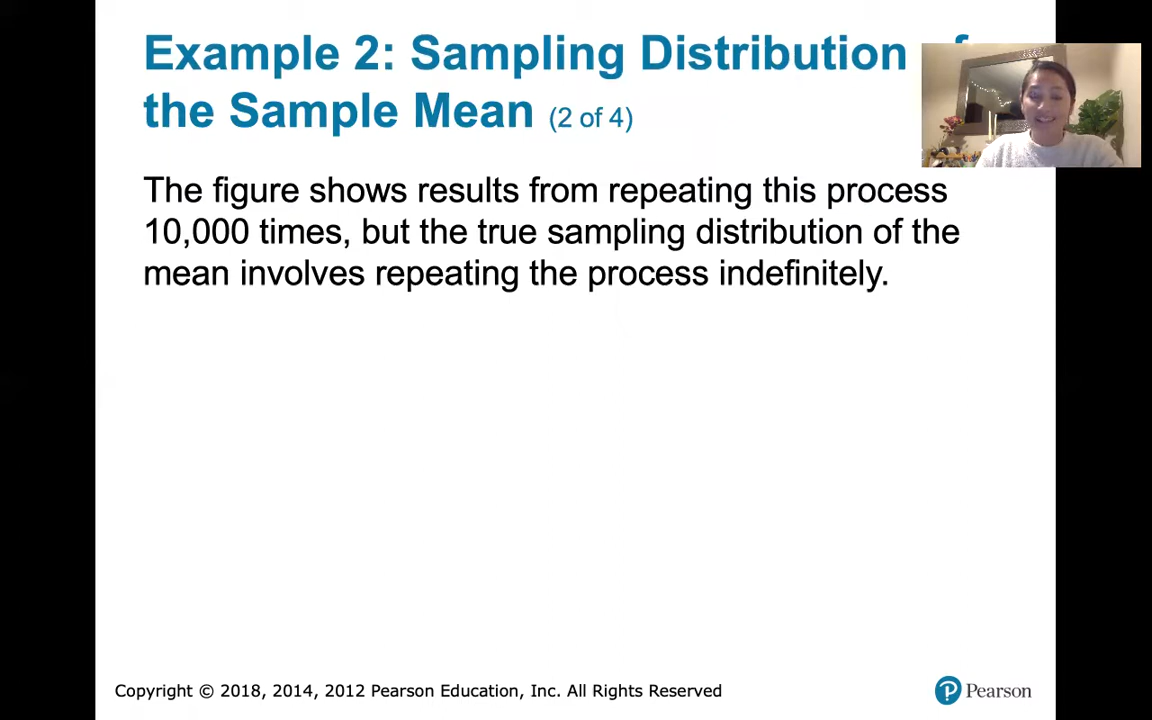 Example 2: Sampling Distribution
the Sample Mean (2 of 4)
The figure shows results from repeating this process
10,000 times, but the true sampling distribution of the
mean involves repeating the process indefinitely.
Copyright © 2018, 2014, 2012 Pearson Education, Inc. All Rights Reserved
Pearson